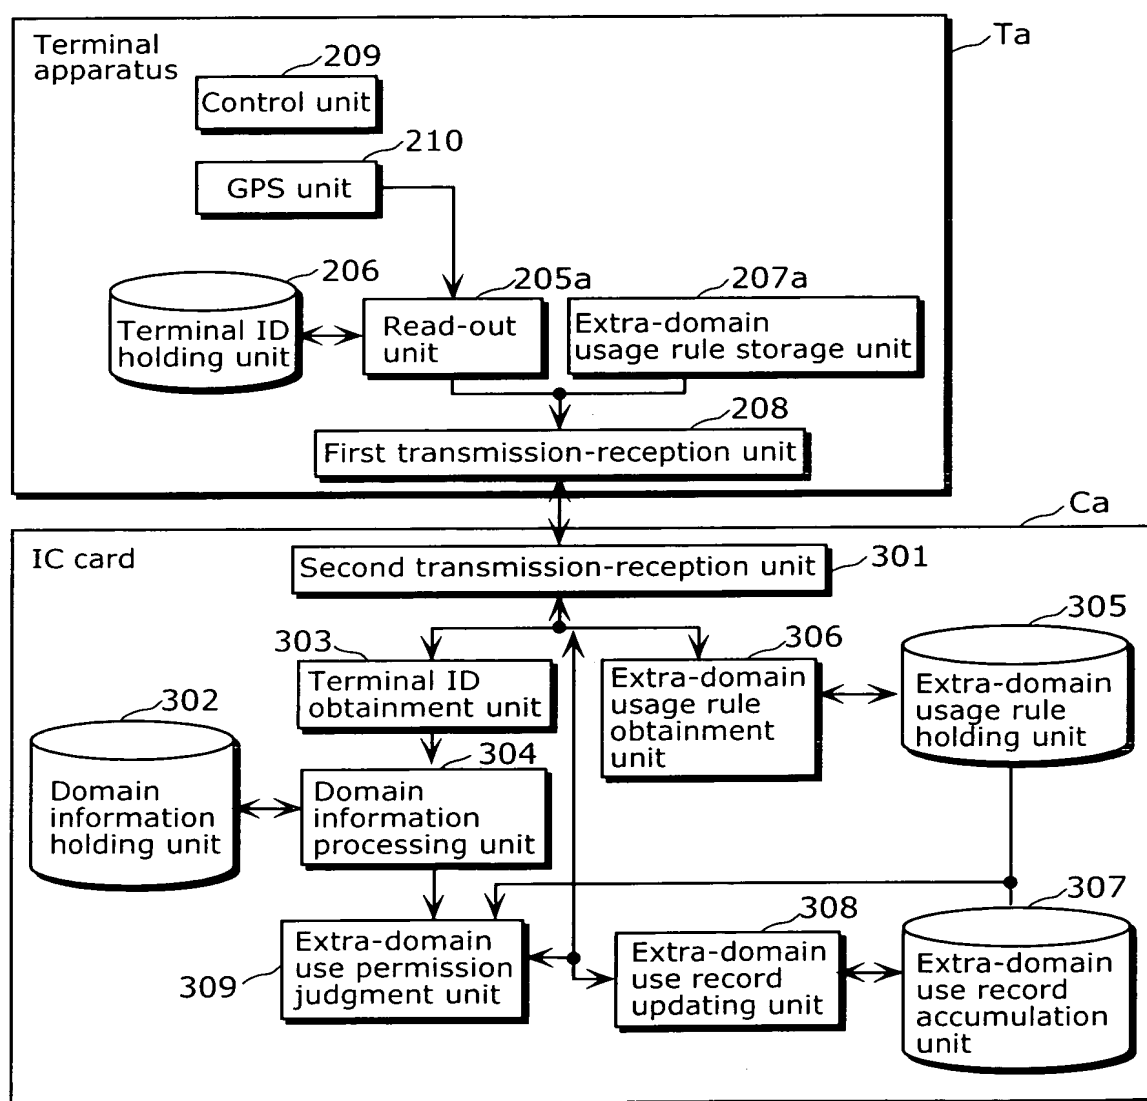 Ta
Terminal
apparatus
209
Control unit
210
GPS unit
206
Terminal ID
holding unit
205a
Read-out
unit
207a
Extra-domain
usage rule storage unit
208
First transmission-reception unit
Ca
IC card
Second transmission-reception unit
301
303
Terminal ID
obtainment unit
306
Extra-domain
usage rule
obtainment
unit
305
Extra-domain
usage rule
holding unit
302
Domain
information
holding unit
304
Domain
information
processing unit
309
Extra-domain
use permission
judgment unit
308
Extra-domain
use record
updating unit
307
Extra-domain
use record
accumulation
unit